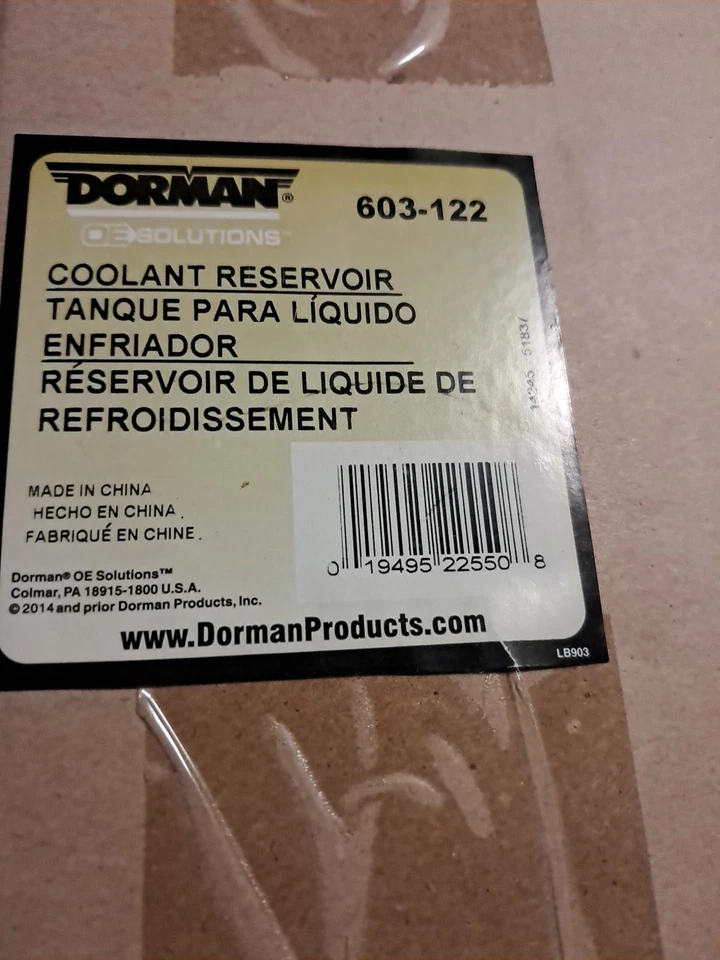 DORMAN®
OE SOLUTIONS™
603-122
COOLANT RESERVOIR
TANQUE PARA LÍQUIDO
ENFRIADOR
RÉSERVOIR DE LIQUIDE DE
REFROIDISSEMENT
MADE IN CHINA
HECHO EN CHINA.
FABRIQUÉ EN CHINE.
0 19495 22550 8
Dorman® OE Solutions™
Colmar, PA 18915-1800 U.S.A.
© 2014 and prior Dorman Products, Inc.
www.DormanProducts.com
LB903